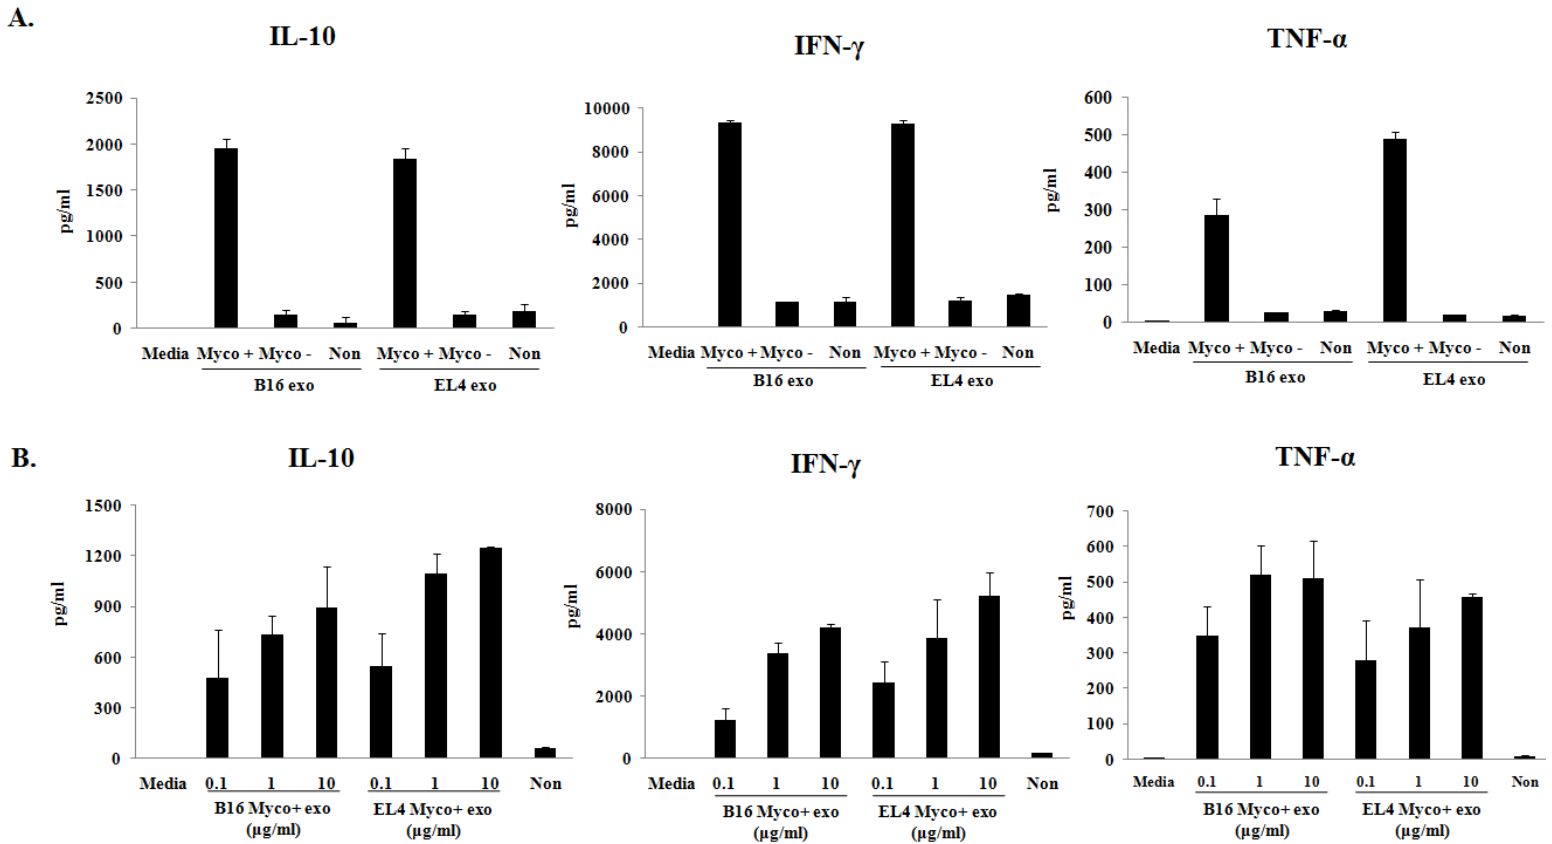 A.
IL-10
IFN-γ
TNF-α
2500
2000
1500
1000
500
0
pg/ml
Media Myco + Myco - Non Myco + Myco - Non
B16 exo EL4 exo
10000
8000
6000
4000
2000
0
pg/ml
Media Myco + Myco - Non Myco + Myco - Non
B16 exo EL4 exo
600
500
400
300
200
100
0
pg/ml
Media Myco + Myco - Non Myco + Myco - Non
B16 exo EL4 exo
B.
IL-10
IFN-γ
TNF-α
1500
1200
900
600
300
0
pg/ml
Media 0.1 1 10 0.1 1 10 Non
B16 Myco+ exo EL4 Myco+ exo
(µg/ml) (µg/ml)
8000
6000
4000
2000
0
pg/ml
Media 0.1 1 10 0.1 1 10 Non
B16 Myco+ exo EL4 Myco+ exo
(µg/ml) (µg/ml)
700
600
500
400
300
200
100
0
pg/ml
Media 0.1 1 10 0.1 1 10 Non
B16 Myco+ exo EL4 Myco+ exo
(µg/ml) (µg/ml)